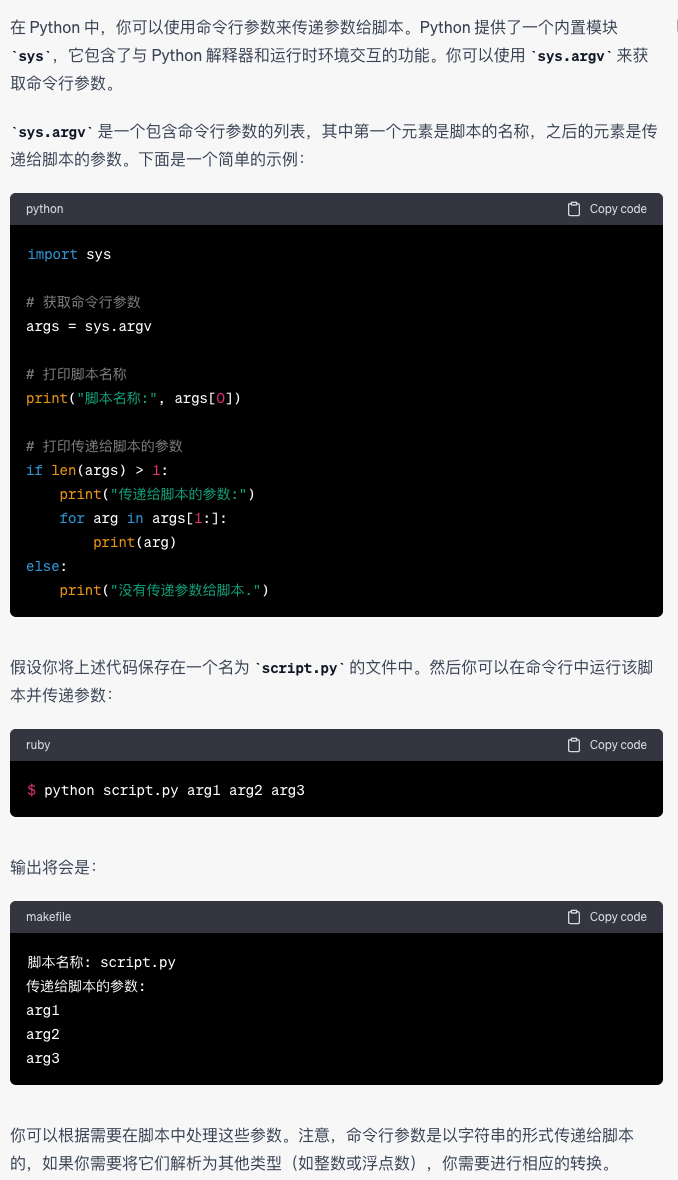 在 Python 中，你可以使用命令行参数来传递参数给脚本。Python 提供了一个内置模块
`sys`，它包含了与 Python 解释器和运行时环境交互的功能。你可以使用 `sys.argv` 来获
取命令行参数。
`sys.argv` 是一个包含命令行参数的列表，其中第一个元素是脚本的名称，之后的元素是传
递给脚本的参数。下面是一个简单的示例：
python Copy code
import sys
# 获取命令行参数
args = sys.argv
# 打印脚本名称
print("脚本名称:", args[0])
# 打印传递给脚本的参数
if len(args) > 1:
    print("传递给脚本的参数:")
    for arg in args[1:]:
        print(arg)
else:
    print("没有传递参数给脚本.")
假设你将上述代码保存在一个名为 `script.py` 的文件中。然后你可以在命令行中运行该脚
本并传递参数：
ruby Copy code
$ python script.py arg1 arg2 arg3
输出将会是：
makefile Copy code
脚本名称: script.py
传递给脚本的参数:
arg1
arg2
arg3
你可以根据需要在脚本中处理这些参数。注意，命令行参数是以字符串的形式传递给脚本
的，如果你需要将它们解析为其他类型（如整数或浮点数），你需要进行相应的转换。